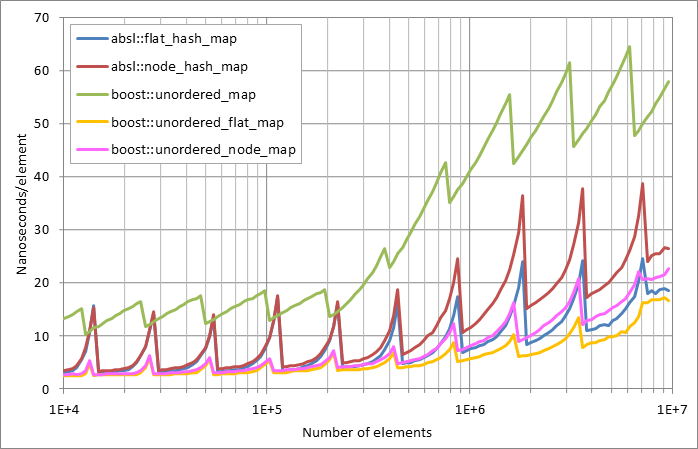 70
60
50
40
30
20
10
0
Nanoseconds/element
absl::flat_hash_map
absl::node_hash_map
boost::unordered_map
boost::unordered_flat_map
boost::unordered_node_map
1E+4
1E+5
1E+6
1E+7
Number of elements